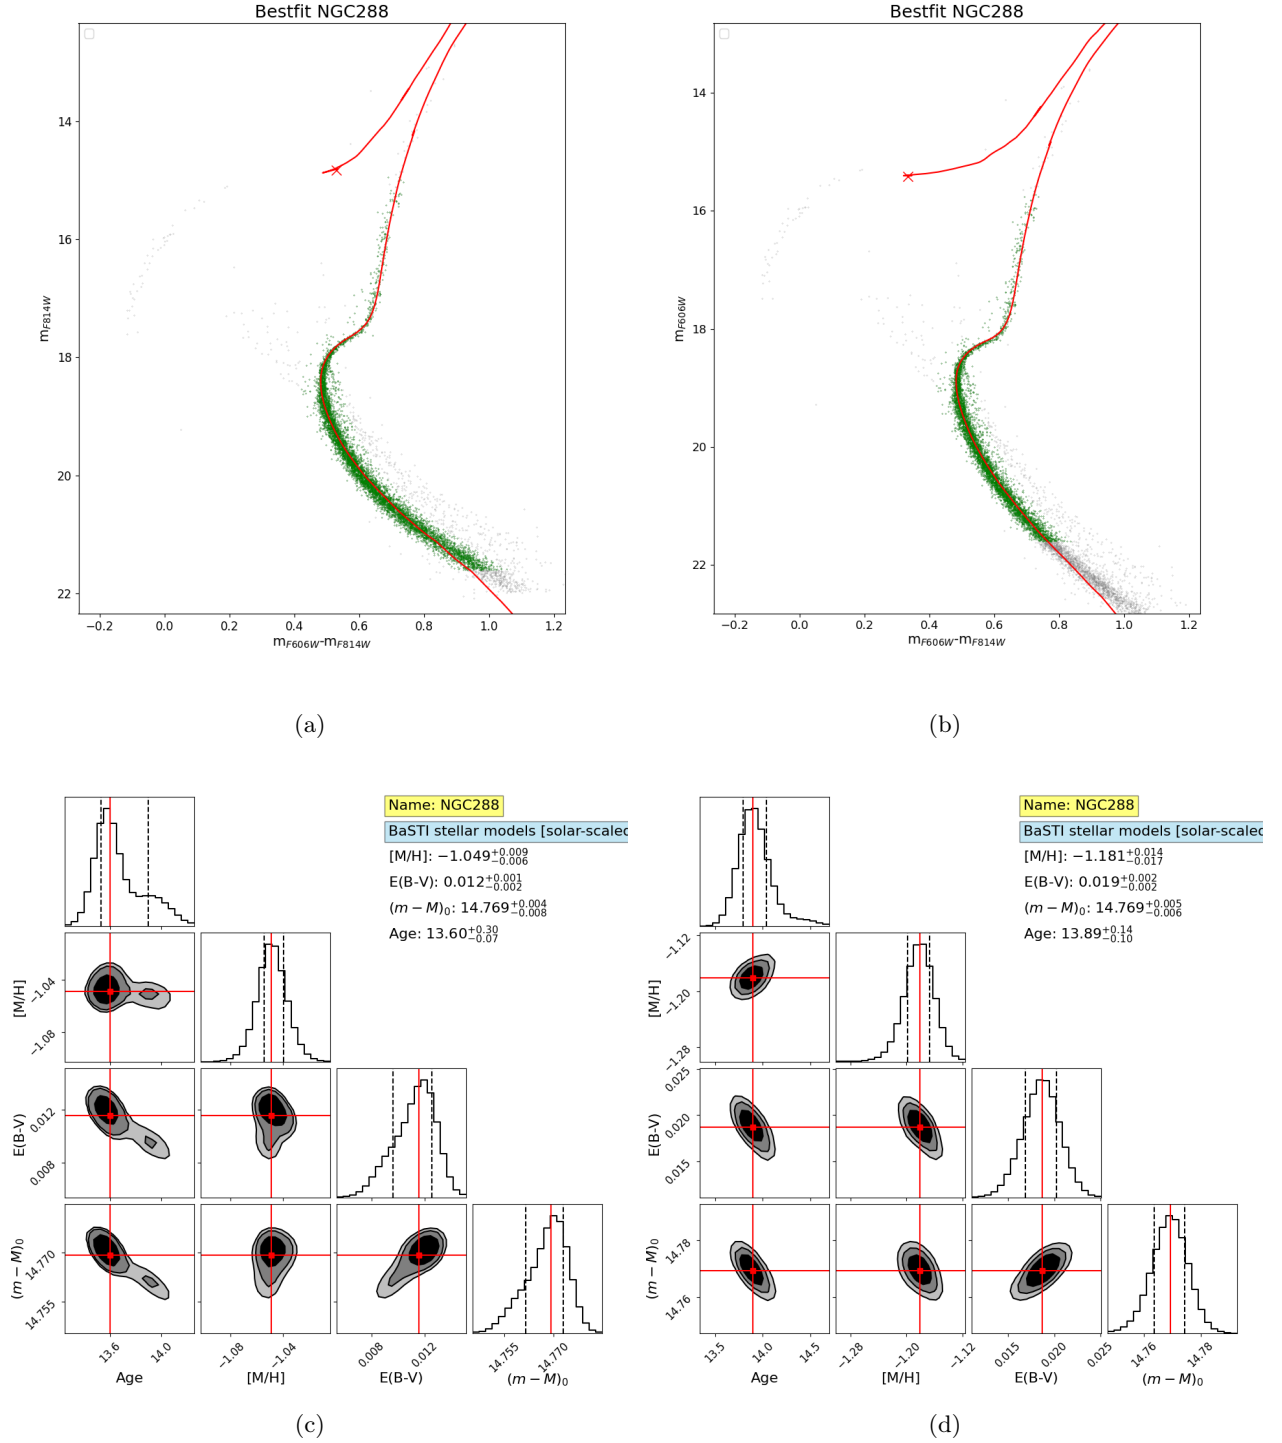 Bestfit NGC288
14
16
18
20
22
m_F814W
−0.2 0.0 0.2 0.4 0.6 0.8 1.0 1.2
m_F606W-m_F814W
(a)
Bestfit NGC288
14
16
18
20
22
m_F606W
−0.2 0.0 0.2 0.4 0.6 0.8 1.0 1.2
m_F606W-m_F814W
(b)
Name: NGC288
BaSTI stellar models [solar-scaled
[M/H]: −1.049^{+0.009}_{−0.006}
E(B-V): 0.012^{+0.001}_{−0.002}
(m − M)_0: 14.769^{+0.004}_{−0.008}
Age: 13.60^{+0.30}_{−0.07}
[M/H]
−1.04
−1.08
E(B-V)
0.012
0.008
(m − M)_0
14.770
14.755
13.6 14.0
Age
−1.08 −1.04
[M/H]
0.008 0.012
E(B-V)
14.755 14.770
(m − M)_0
(c)
Name: NGC288
BaSTI stellar models [solar-scaled
[M/H]: −1.181^{+0.014}_{−0.017}
E(B-V): 0.019^{+0.002}_{−0.002}
(m − M)_0: 14.769^{+0.005}_{−0.006}
Age: 13.89^{+0.14}_{−0.10}
[M/H]
−1.12
−1.20
−1.28
E(B-V)
0.025
0.020
0.015
(m − M)_0
14.78
14.76
13.5 14.0 14.5
Age
−1.28 −1.20 −1.12
[M/H]
0.015 0.020 0.025
E(B-V)
14.76 14.78
(m − M)_0
(d)